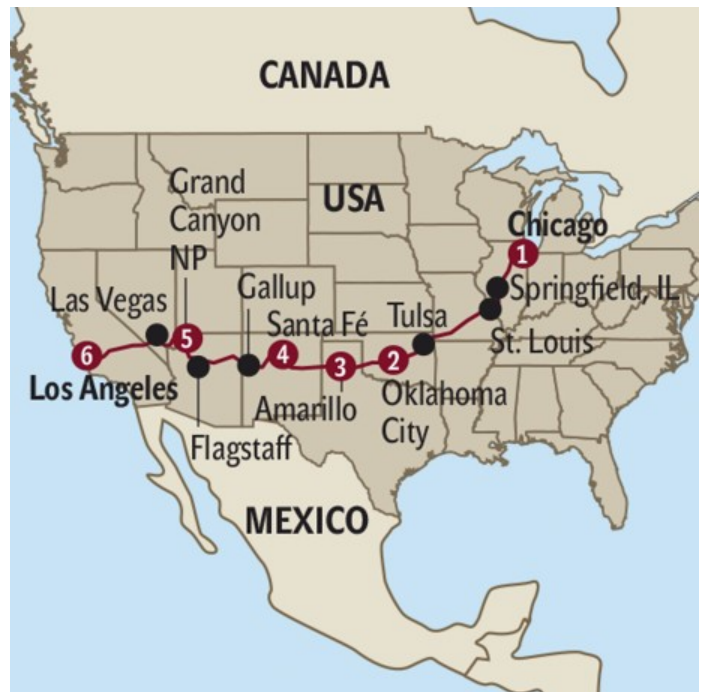 CANADA
Grand
Canyon
NP
USA
Chicago
1
Gallup
Springfield, IL
Las Vegas
Santa Fé
Tulsa
St. Louis
6
5
4
3
2
Los Angeles
Amarillo
Oklahoma
City
Flagstaff
MEXICO